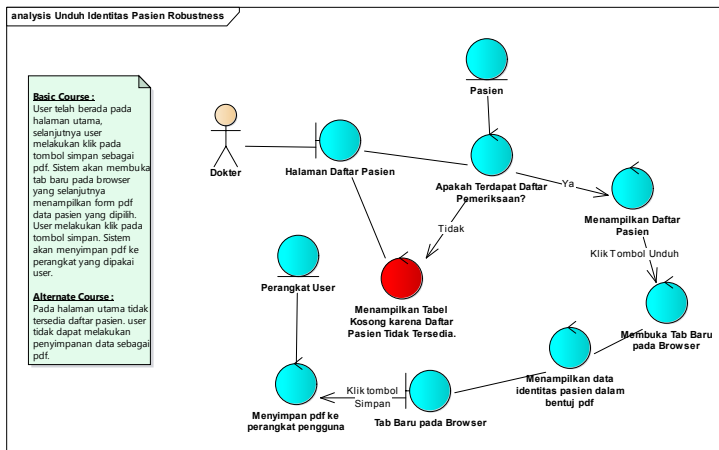 analysis Unduh Identitas Pasien Robustness
Basic Course :
User telah berada pada
halaman utama,
selanjutnya user
melakukan klik pada
tombol simpan sebagai
pdf. Sistem akan membuka
tab baru pada browser
yang selanjutnya
menampilkan form pdf
data pasien yang dipilih.
User melakukan klik pada
tombol simpan. Sistem
akan menyimpan pdf ke
perangkat yang dipakai
user.
Alternate Course :
Pada halaman utama tidak
tersedia daftar pasien. user
tidak dapat melakukan
penyimpanan data sebagai
pdf.
Pasien
Dokter
Halaman Daftar Pasien
Apakah Terdapat Daftar
Pemeriksaan?
Ya
Menampilkan Daftar
Pasien
Tidak
Klik Tombol Unduh
Perangkat User
Menampilkan Tabel
Kosong karena Daftar
Pasien Tidak Tersedia.
Membuka Tab Baru
pada Browser
Menampilkan data
identitas pasien dalam
bentuj pdf
Klik tombol
Simpan
Menyimpan pdf ke
perangkat pengguna
Tab Baru pada Browser